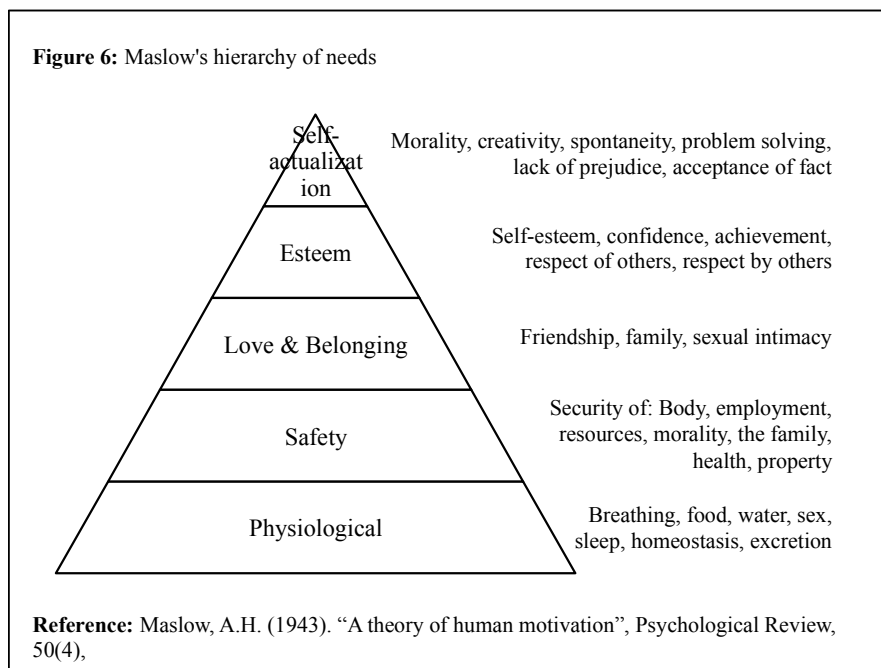 Figure 6: Maslow's hierarchy of needs
Self-
actualizat
ion
Morality, creativity, spontaneity, problem solving,
lack of prejudice, acceptance of fact
Esteem
Self-esteem, confidence, achievement,
respect of others, respect by others
Love & Belonging
Friendship, family, sexual intimacy
Safety
Security of: Body, employment,
resources, morality, the family,
health, property
Physiological
Breathing, food, water, sex,
sleep, homeostasis, excretion
Reference: Maslow, A.H. (1943). “A theory of human motivation”, Psychological Review,
50(4),